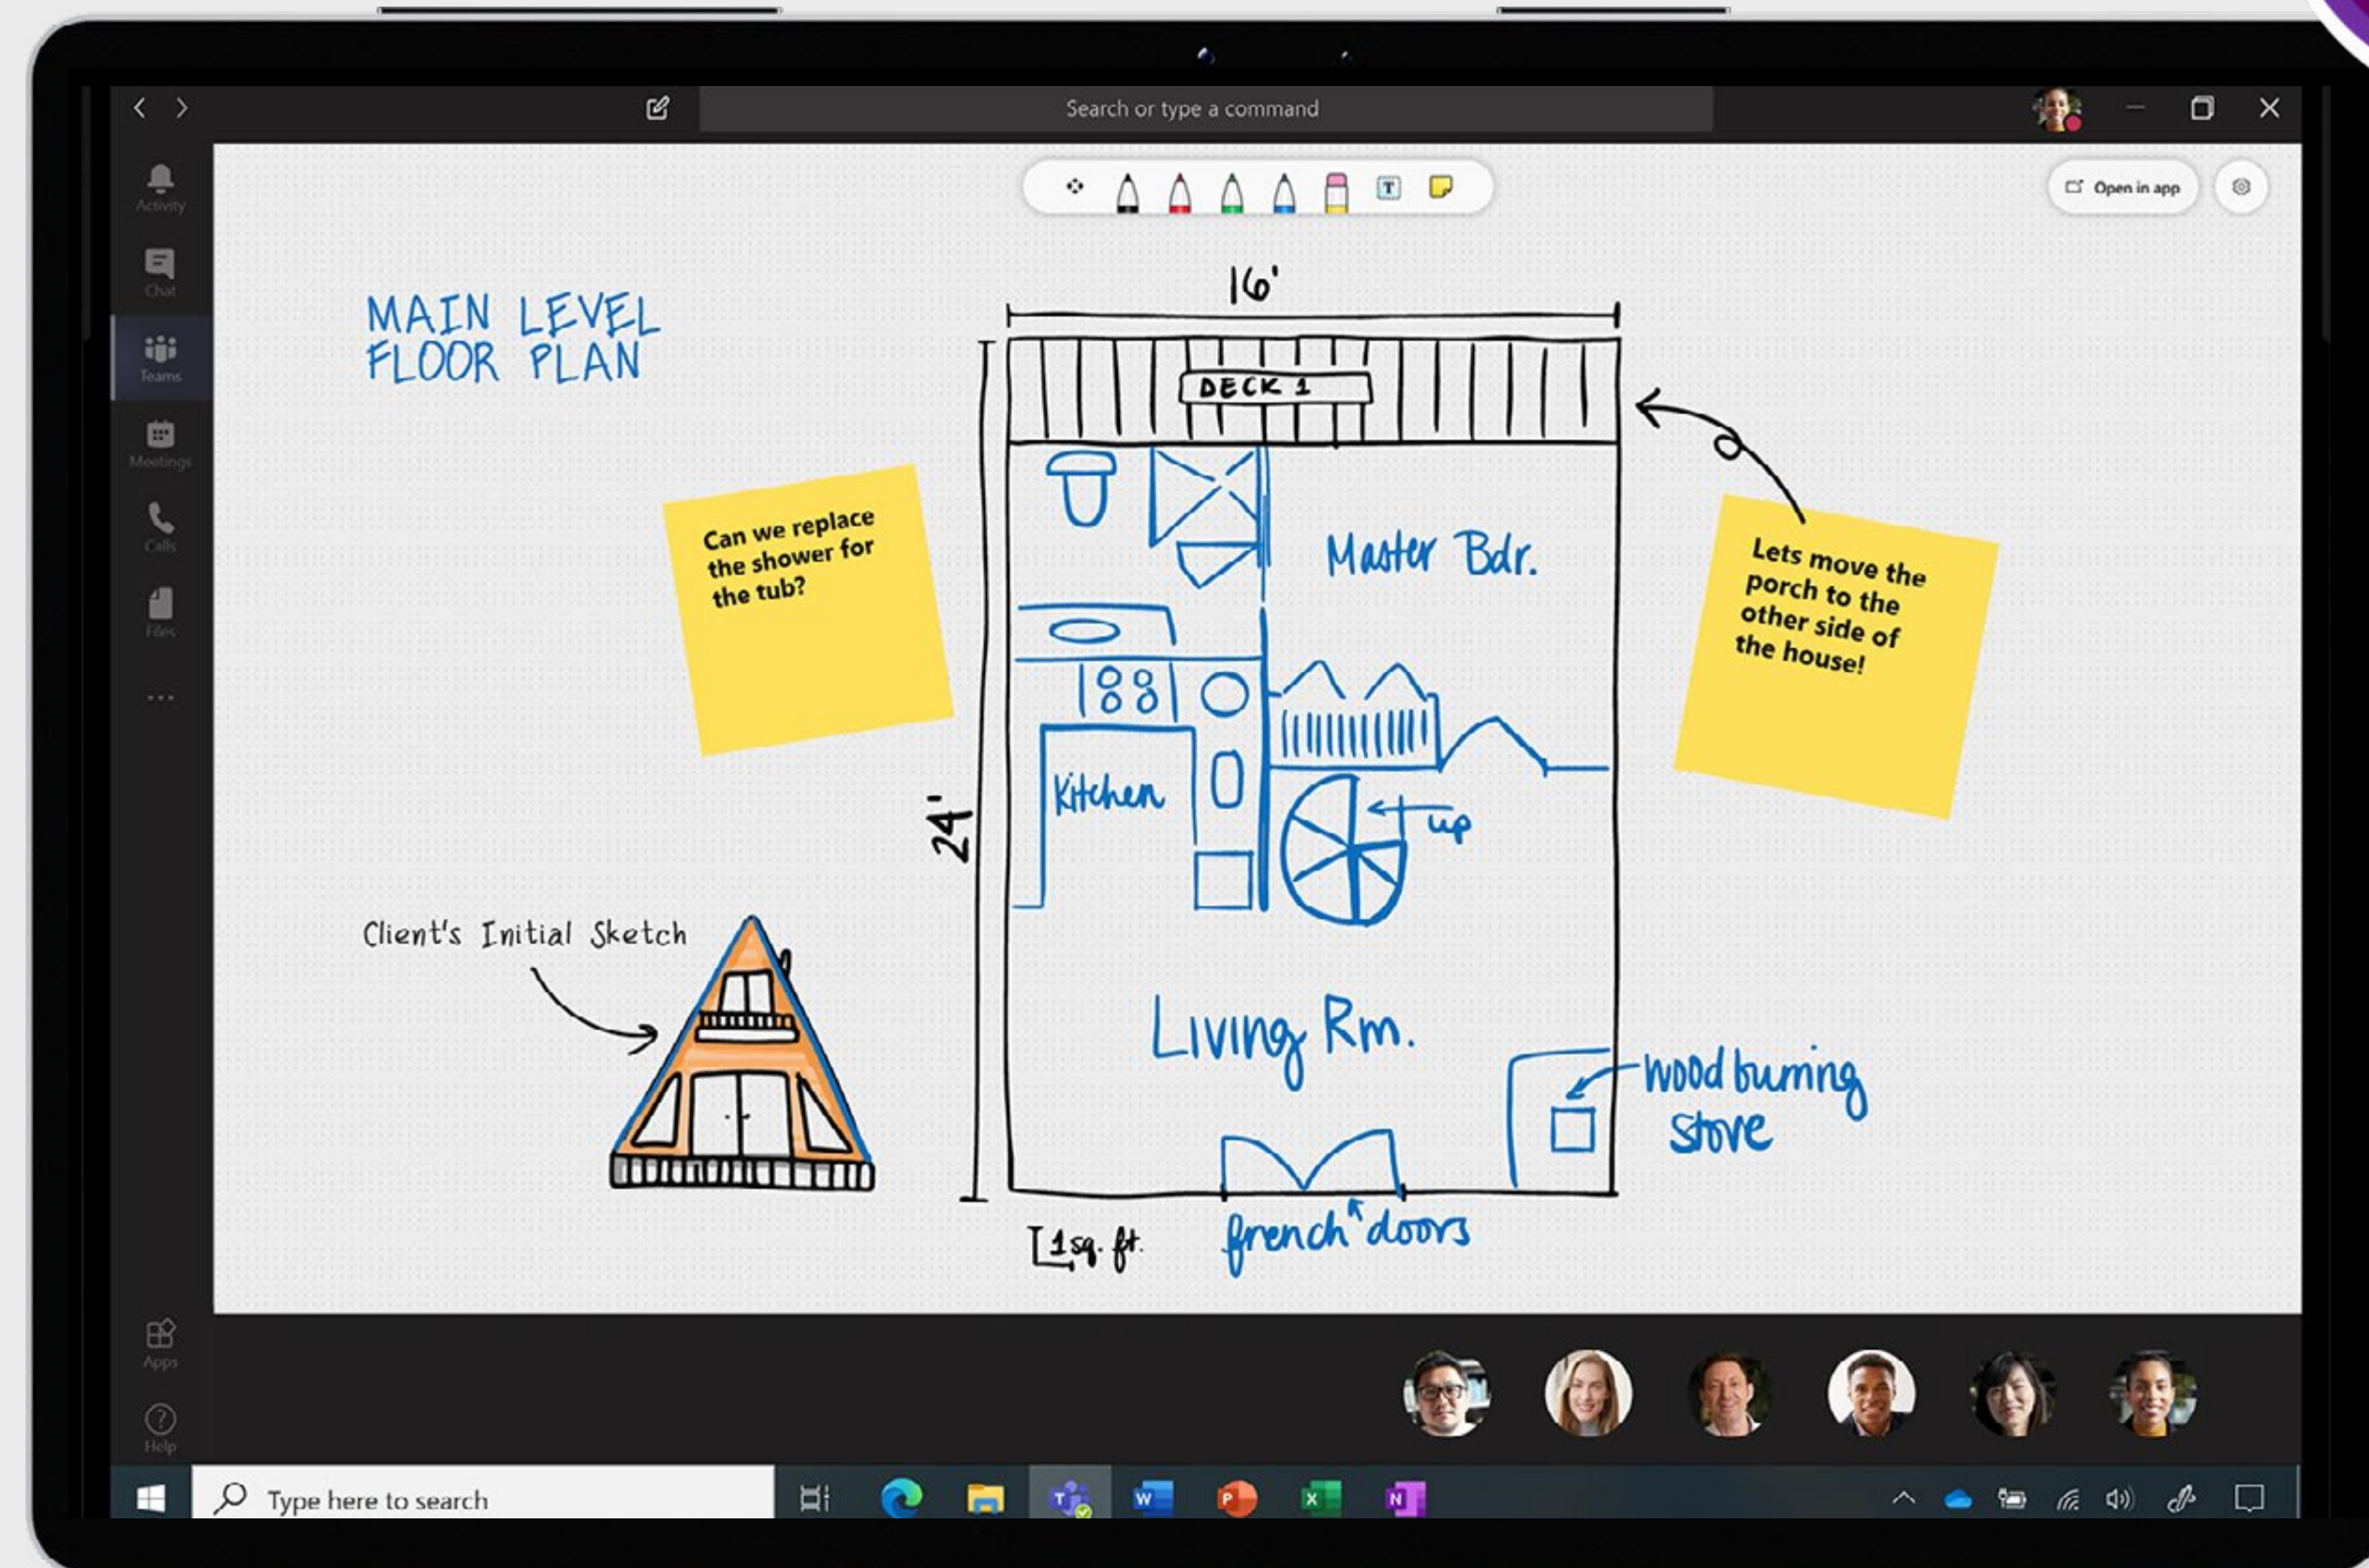 Search or type a command
Activity
Chat
Teams
Meetings
Calls
Files
Apps
Help
T
Open in app
MAIN LEVEL
FLOOR PLAN
16'
DECK 1
Can we replace
the shower for
the tub?
Master Bdr.
Lets move the
porch to the
other side of
the house!
Kitchen
up
24'
Client's Initial Sketch
Living Rm.
wood burning
stove
1 sq. ft.
french doors
Type here to search
T
W
P
X
N